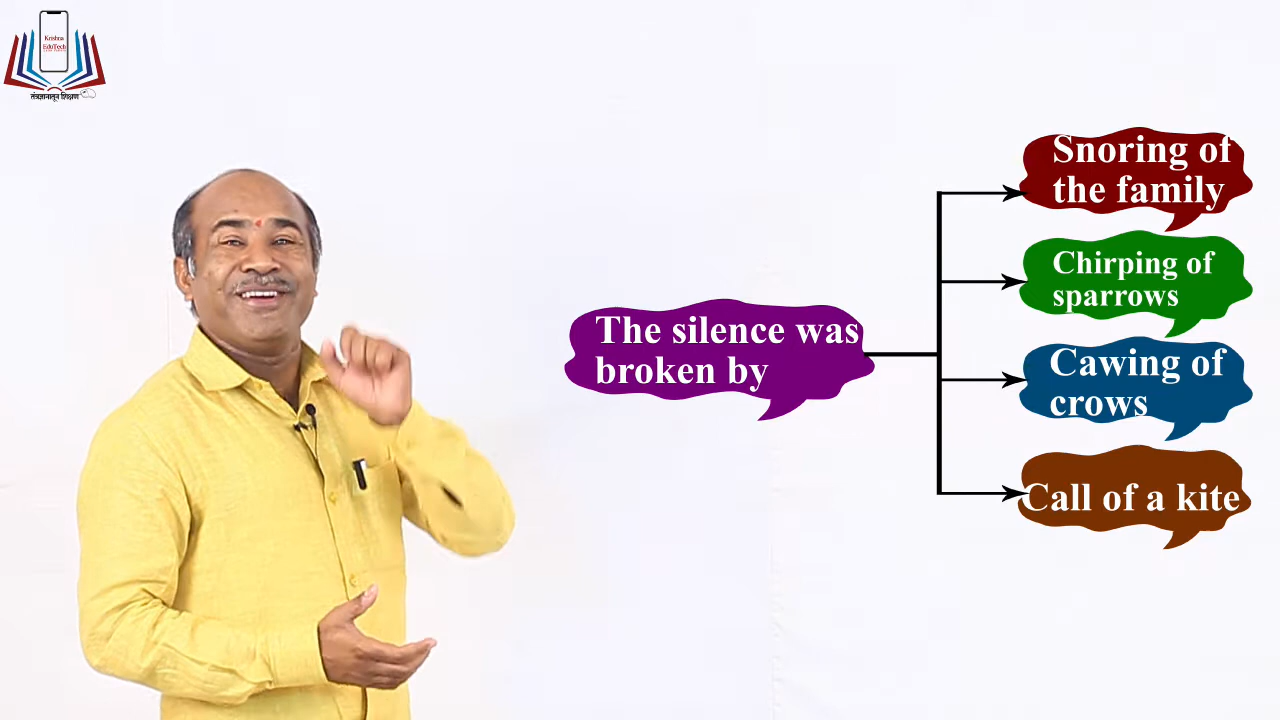 Krishna
EduTech
तंत्रज्ञानातून शिक्षण
The silence was
broken by
Snoring of
the family
Chirping of
sparrows
Cawing of
crows
Call of a kite